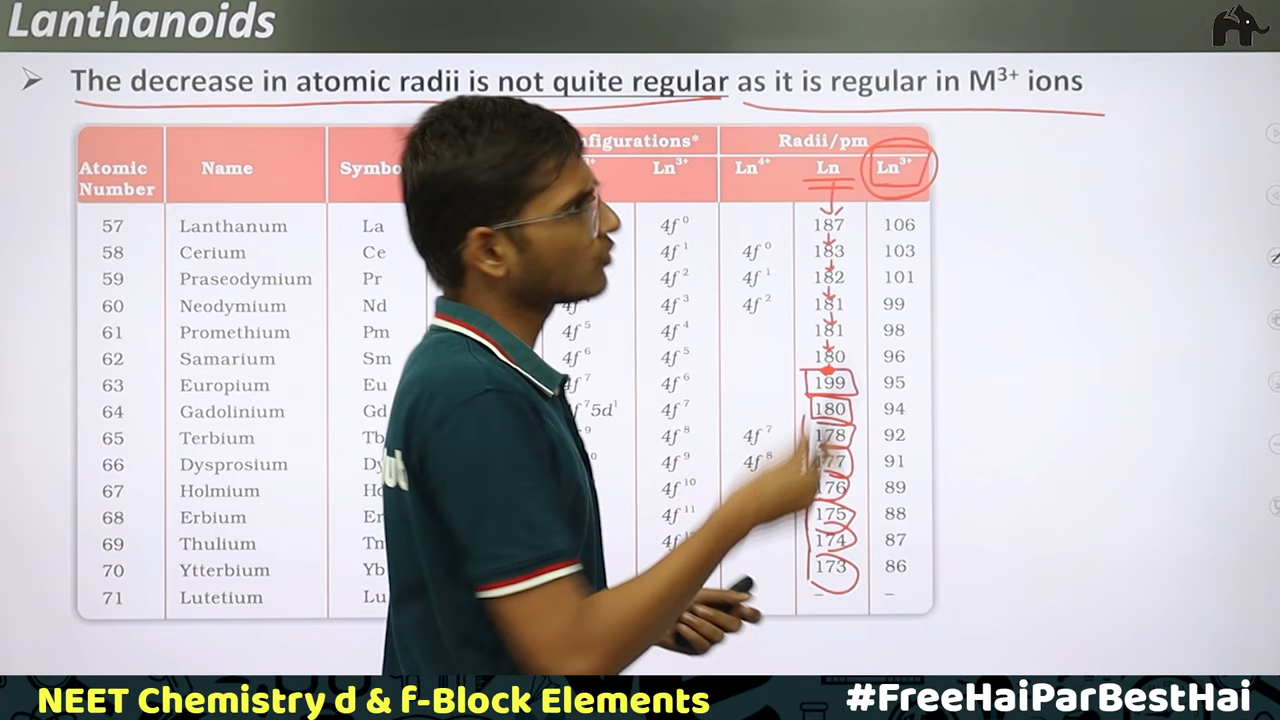 Lanthanoids
The decrease in atomic radii is not quite regular as it is regular in M³⁺ ions
Radii/pm
Atomic Number Name Ln³⁺ Ln⁴⁺ Ln Ln³⁺
57 Lanthanum La 4f⁰ 187 106
58 Cerium Ce 4f¹ 4f⁰ 183 103
59 Praseodymium Pr 4f² 4f¹ 182 101
60 Neodymium Nd 4f³ 4f² 181 99
61 Promethium Pm 4f⁵ 4f⁴ 181 98
62 Samarium Sm 4f⁶ 4f⁵ 180 96
63 Europium Eu 4f⁶ 199 95
64 Gadolinium Gd 5d¹ 4f⁷ 180 94
65 Terbium Tb 4f⁸ 4f⁷ 178 92
66 Dysprosium 4f⁹ 4f⁸ 177 91
67 Holmium 4f¹⁰ 176 89
68 Erbium Er 4f¹¹ 175 88
69 Thulium 174 87
70 Ytterbium Yb 173 86
71 Lutetium Lu – –
NEET Chemistry d & f-Block Elements #FreeHaiParBestHai